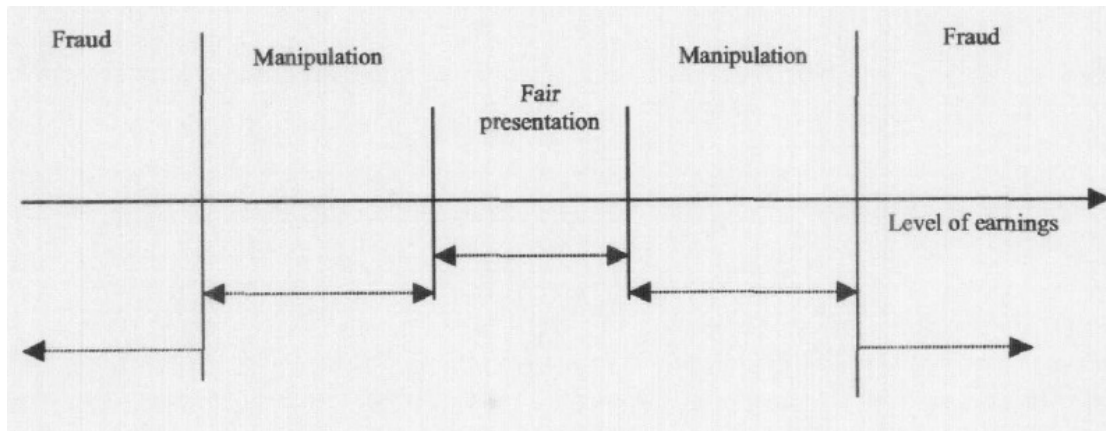 Fraud
Manipulation
Fair
presentation
Manipulation
Fraud
Level of earnings